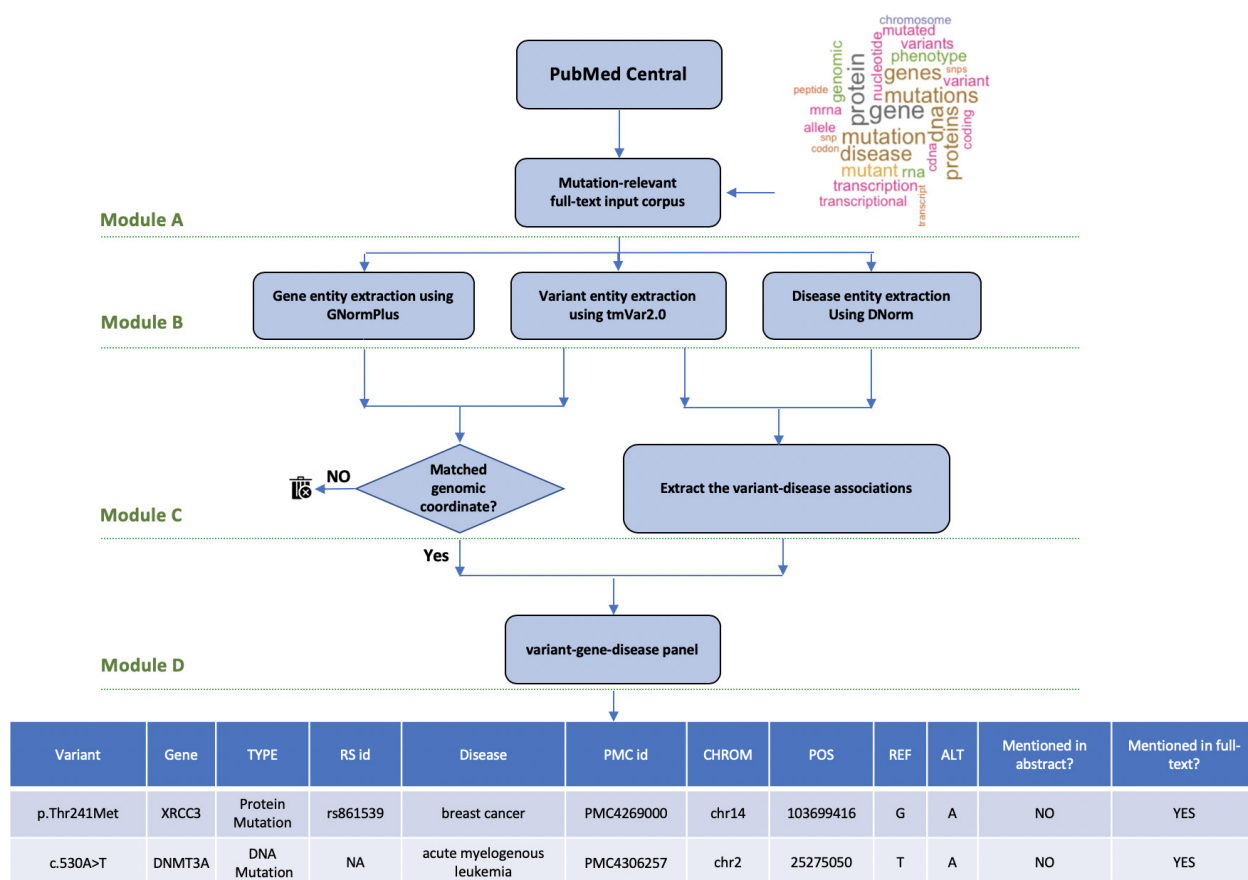 PubMed Central
chromosome
mutated
variants
phenotype
genomic
nucleotide
protein
genes
snps
variant
peptide
mutations
mrna
gene
dna
coding
allele
proteins
snp
mutation
codon
disease
cdna
mutant
rna
transcription
transcriptional
transcript
Mutation-relevant
full-text input corpus
Module A
Gene entity extraction using
GNormPlus
Variant entity extraction
using tmVar2.0
Disease entity extraction
Using DNorm
Module B
Matched
genomic
coordinate?
NO
Extract the variant-disease associations
Module C
Yes
variant-gene-disease panel
Module D
Variant Gene TYPE RS id Disease PMC id CHROM POS REF ALT Mentioned in abstract? Mentioned in full-text?
p.Thr241Met XRCC3 Protein Mutation rs861539 breast cancer PMC4269000 chr14 103699416 G A NO YES
c.530A>T DNMT3A DNA Mutation NA acute myelogenous leukemia PMC4306257 chr2 25275050 T A NO YES